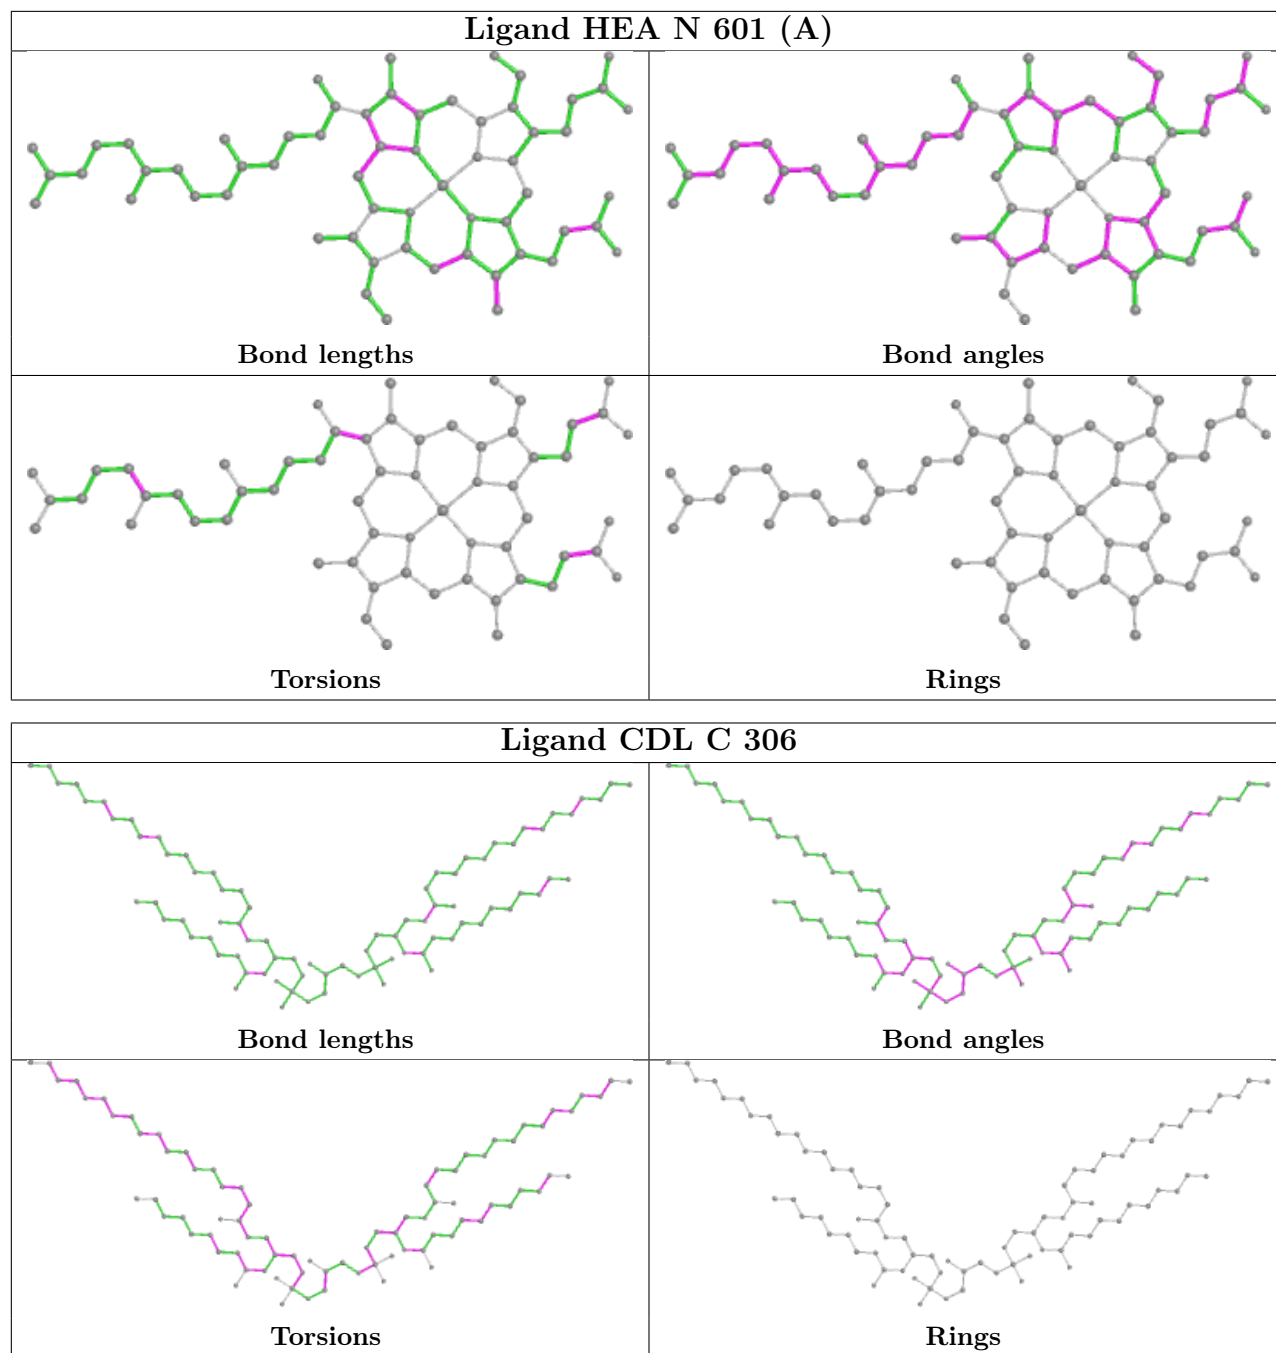 Ligand HEA N 601 (A)
Bond lengths
Bond angles
Torsions
Rings
Ligand CDL C 306
Bond lengths
Bond angles
Torsions
Rings